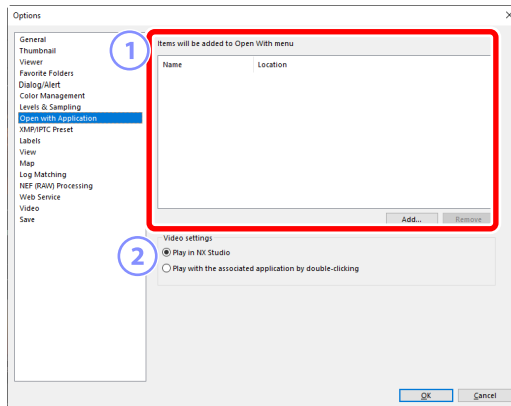 Options
General
Thumbnail
Viewer
Favorite Folders
Dialog/Alert
Color Management
Levels & Sampling
Open with Application
XMP/IPTC Preset
Labels
View
Map
Log Matching
NEF (RAW) Processing
Web Service
Video
Save
1
Items will be added to Open With menu
Name Location
Add... Remove
2
Video settings
Play in NX Studio
Play with the associated application by double-clicking
OK Cancel